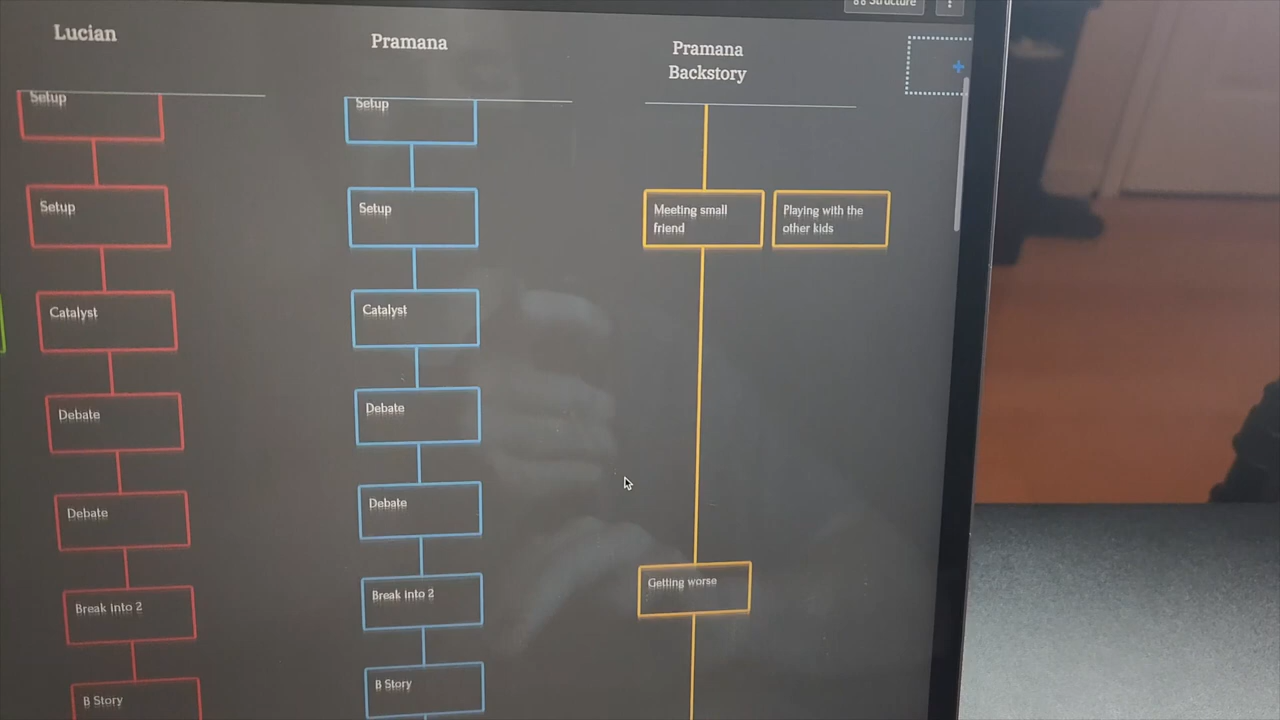 Structure
Lucian
Pramana
Pramana
Backstory
Setup
Setup
Setup
Setup
Meeting small
friend
Playing with the
other kids
Catalyst
Catalyst
Debate
Debate
Debate
Debate
Getting worse
Break into 2
Break into 2
B Story
B Story